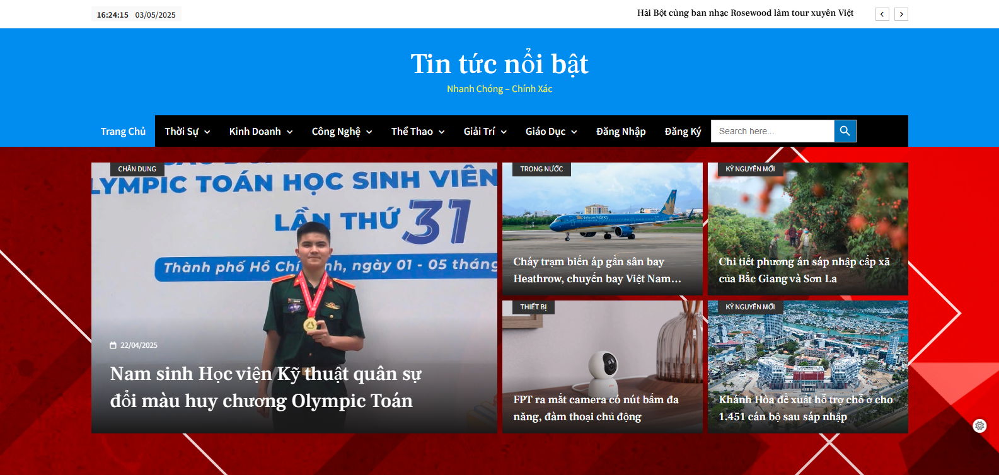 16:24:15 03/05/2025
Hải Bột cùng ban nhạc Rosewood làm tour xuyên Việt
Tin tức nổi bật
Nhanh Chóng – Chính Xác
Trang Chủ Thời Sự Kinh Doanh Công Nghệ Thể Thao Giải Trí Giáo Dục Đăng Nhập Đăng Ký Search here...
CHÂN DUNG
LYMPIC TOÁN HỌC SINH VIÊN
LẦN THỨ 31
Thành phố Hồ Chí nh, ngày 01 - 05 tháng
22/04/2025
Nam sinh Học viện Kỹ thuật quân sự
đổi màu huy chương Olympic Toán
TRONG NƯỚC
Cháy trạm biến áp gần sân bay
Heathrow, chuyến bay Việt Nam...
KỶ NGUYÊN MỚI
Chi tiết phương án sáp nhập cấp xã
của Bắc Giang và Sơn La
THIẾT BỊ
FPT ra mắt camera có nút bấm đa
năng, đàm thoại chủ động
KỶ NGUYÊN MỚI
Khánh Hòa đề xuất hỗ trợ chỗ ở cho
1.451 cán bộ sau sáp nhập